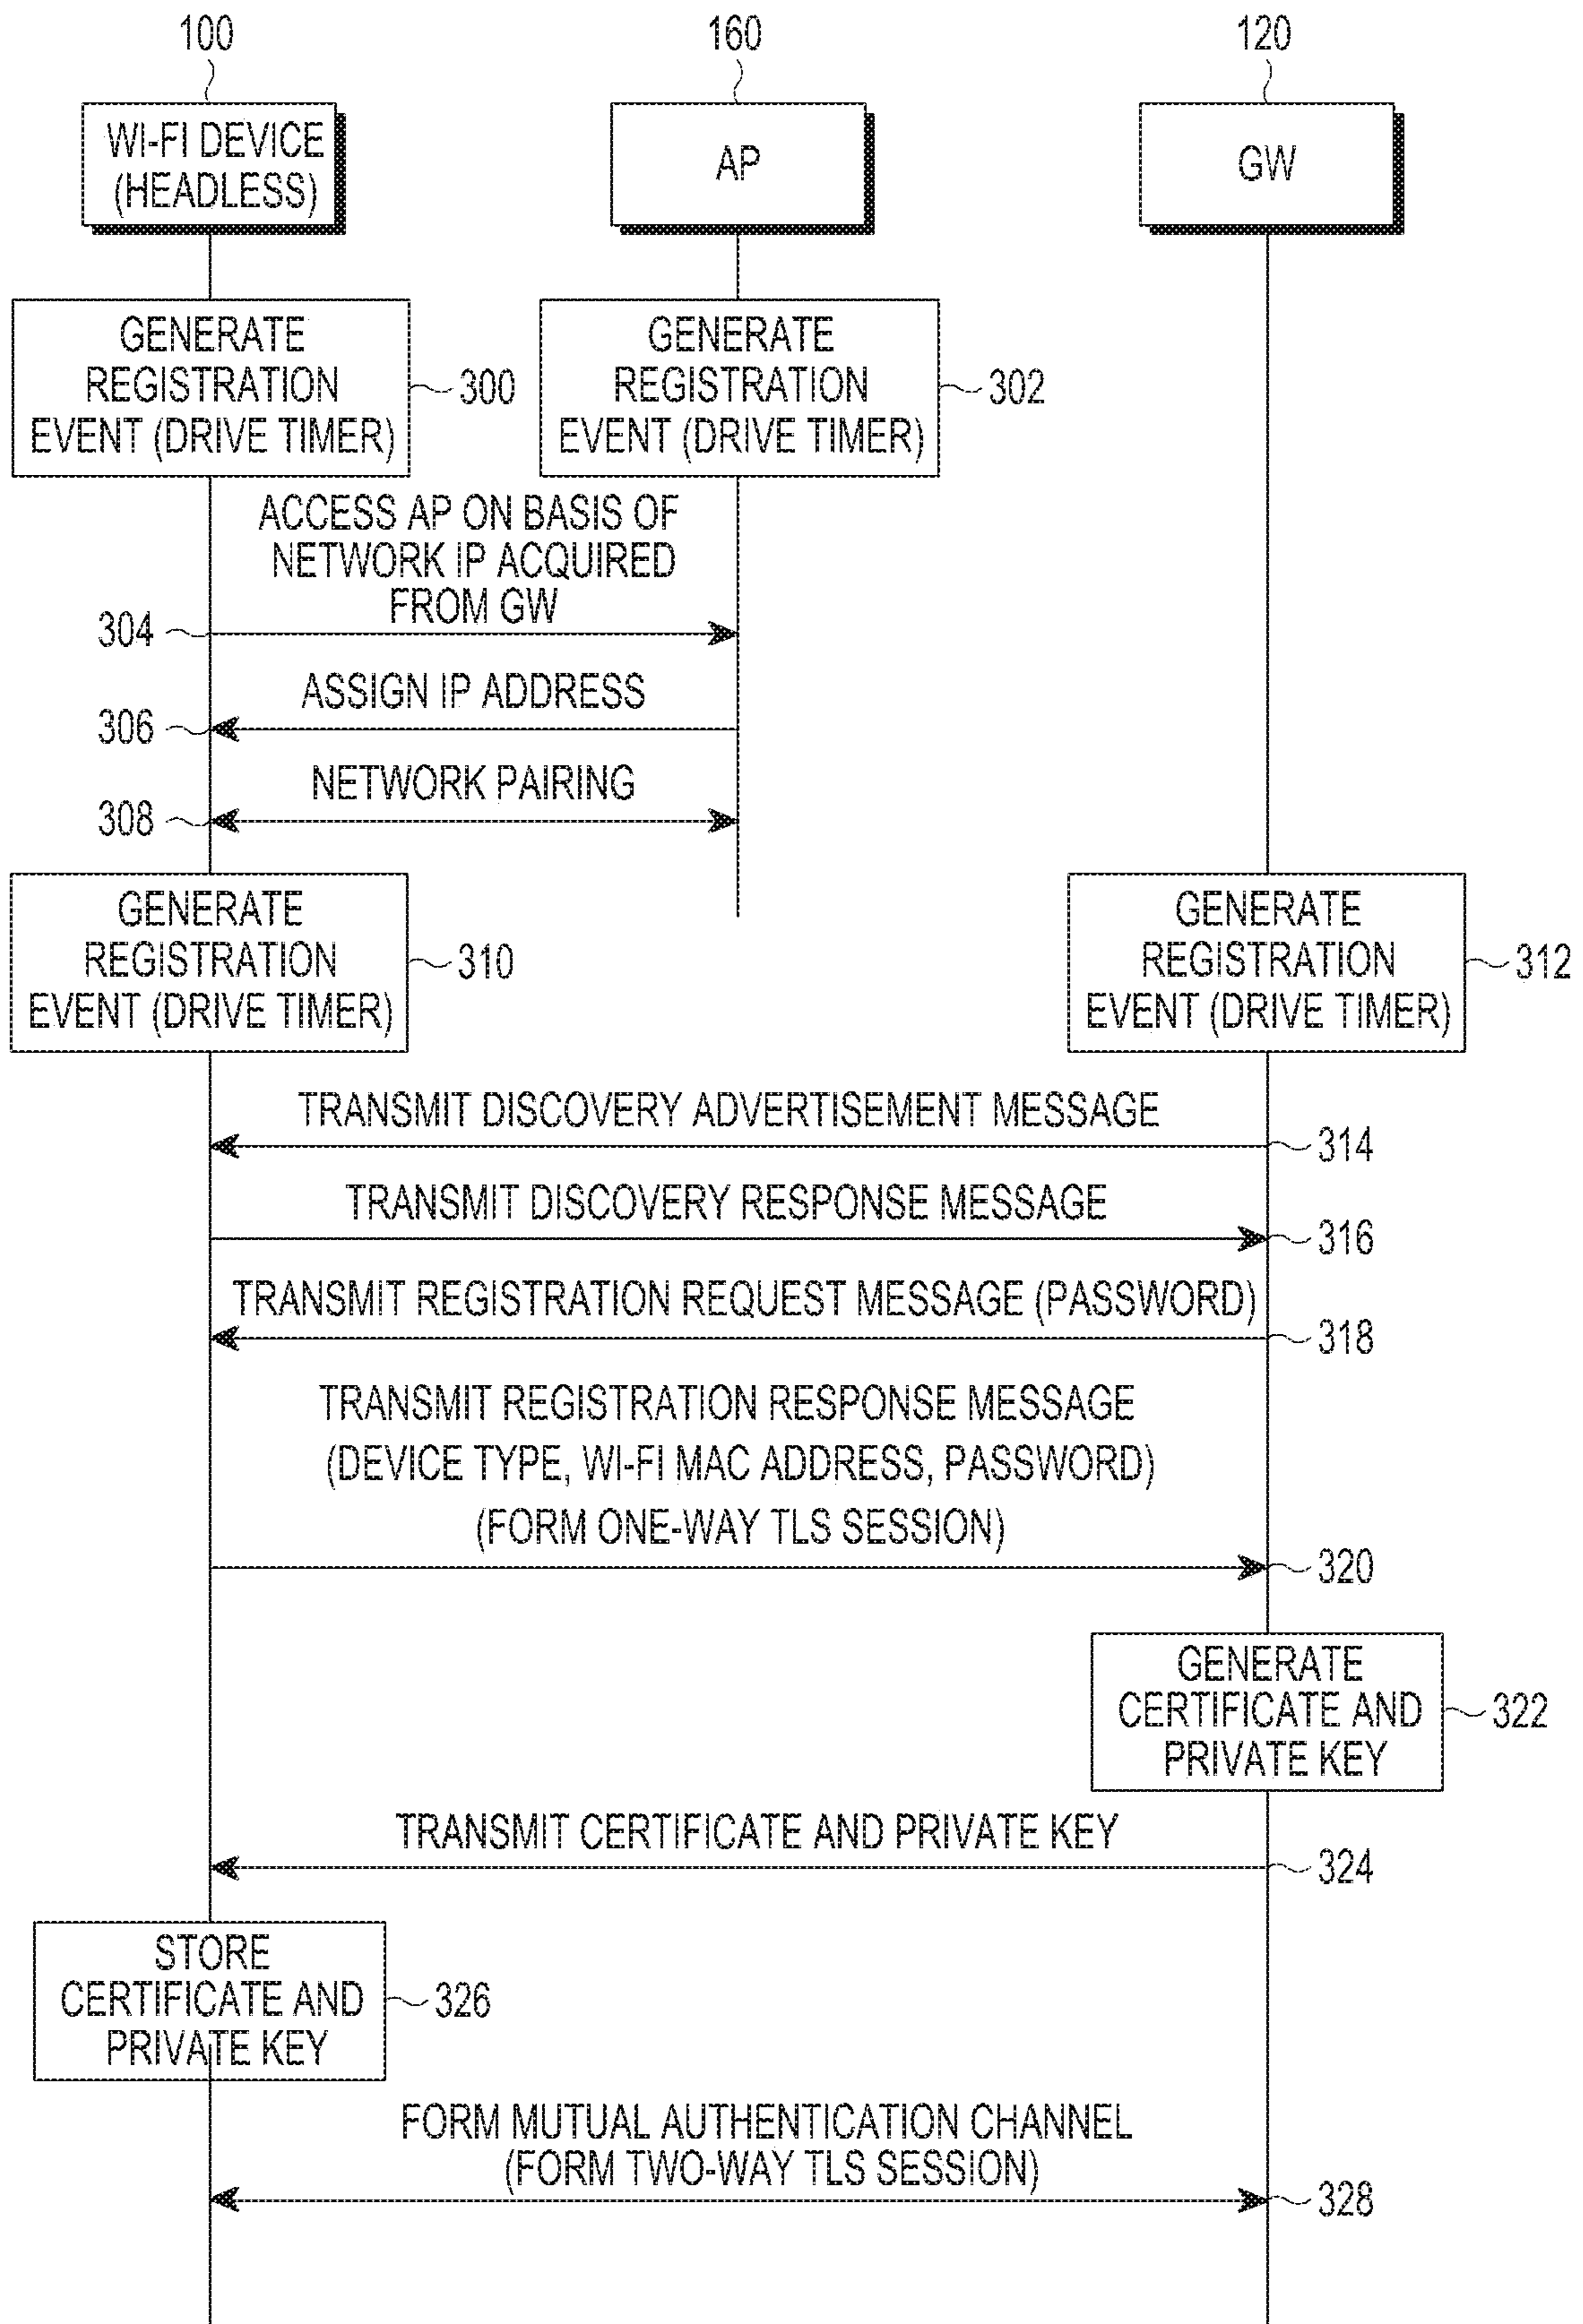 100
160
120
WI-FI DEVICE
(HEADLESS)
AP
GW
GENERATE
REGISTRATION
EVENT (DRIVE TIMER)
300
GENERATE
REGISTRATION
EVENT (DRIVE TIMER)
302
ACCESS AP ON BASIS OF
NETWORK IP ACQUIRED
FROM GW
304
ASSIGN IP ADDRESS
306
NETWORK PAIRING
308
GENERATE
REGISTRATION
EVENT (DRIVE TIMER)
310
GENERATE
REGISTRATION
EVENT (DRIVE TIMER)
312
TRANSMIT DISCOVERY ADVERTISEMENT MESSAGE
314
TRANSMIT DISCOVERY RESPONSE MESSAGE
316
TRANSMIT REGISTRATION REQUEST MESSAGE (PASSWORD)
318
TRANSMIT REGISTRATION RESPONSE MESSAGE
(DEVICE TYPE, WI-FI MAC ADDRESS, PASSWORD)
(FORM ONE-WAY TLS SESSION)
320
GENERATE
CERTIFICATE AND
PRIVATE KEY
322
TRANSMIT CERTIFICATE AND PRIVATE KEY
324
STORE
CERTIFICATE AND
PRIVATE KEY
326
FORM MUTUAL AUTHENTICATION CHANNEL
(FORM TWO-WAY TLS SESSION)
328